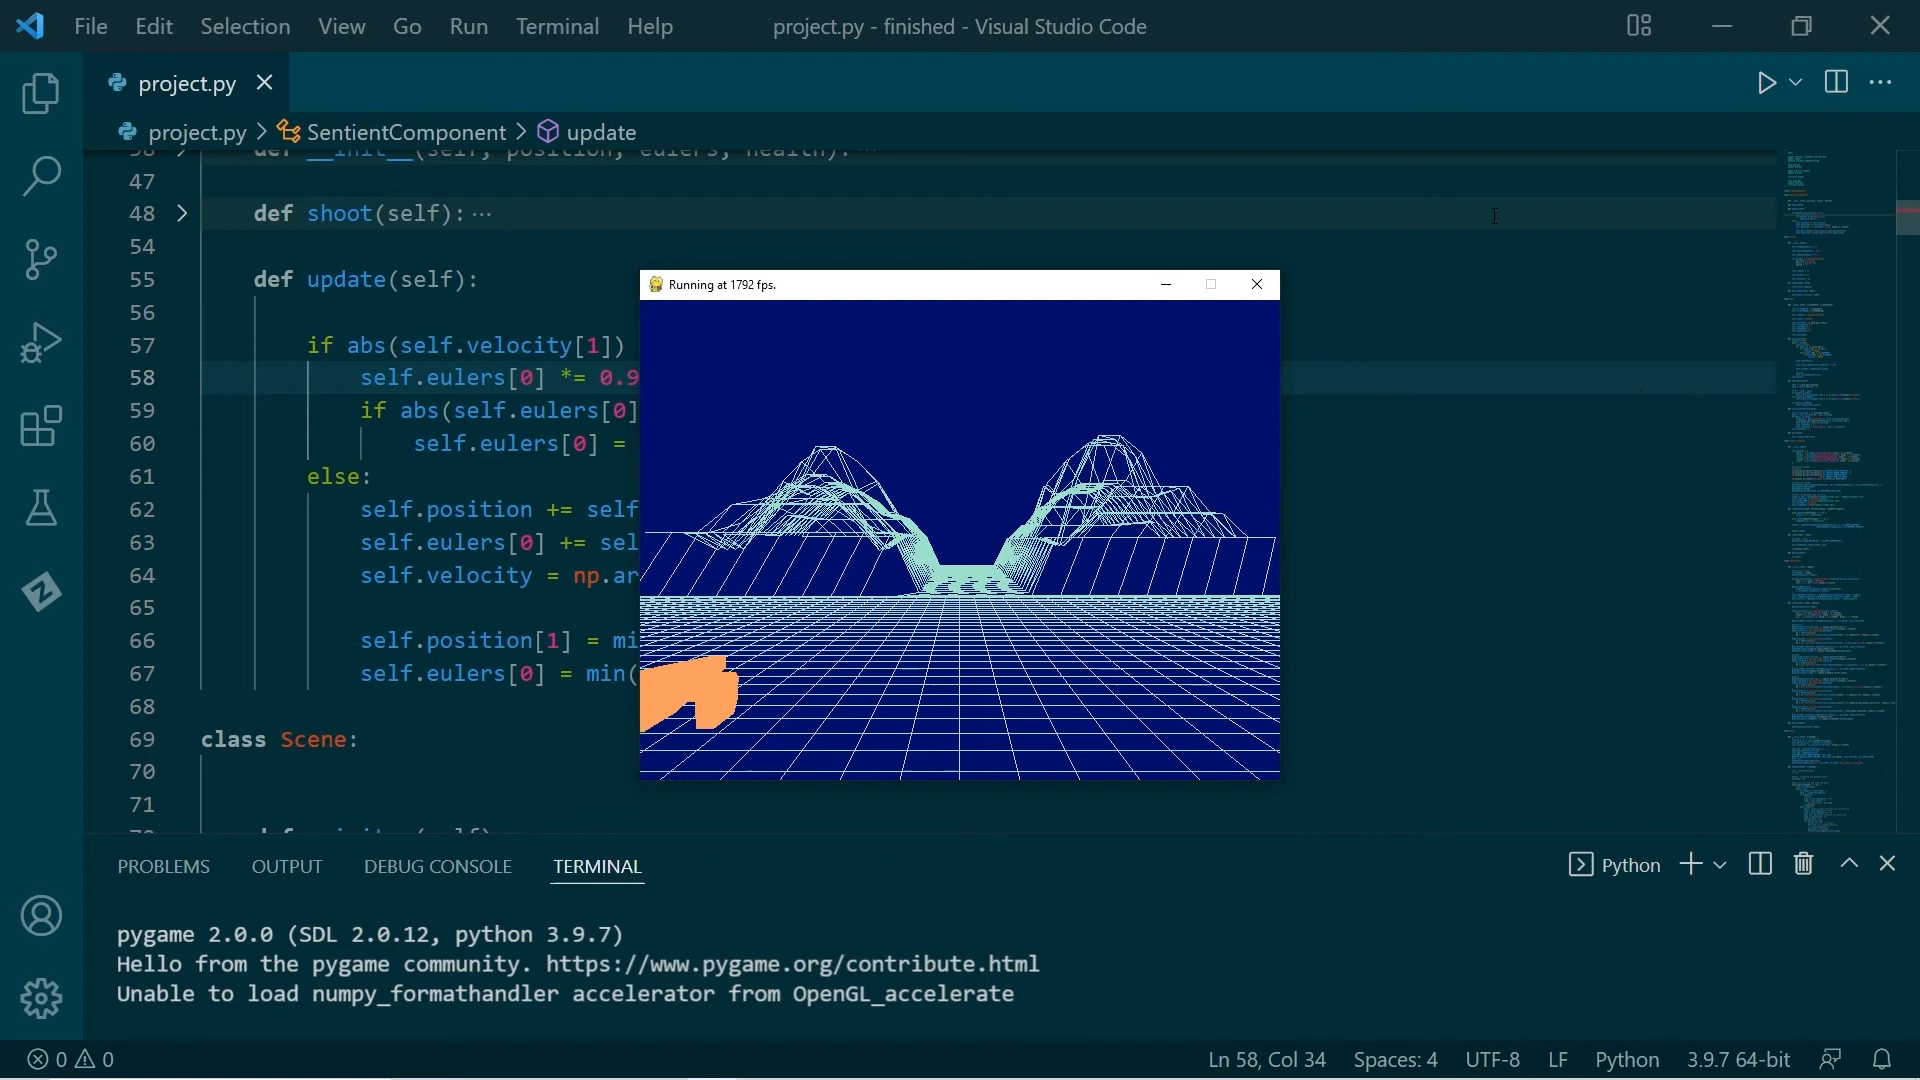 File Edit Selection View Go Run Terminal Help project.py - finished - Visual Studio Code
project.py
project.py > SentientComponent > update
def __init__(self, position, eulers, health): ...
47
48 def shoot(self): ...
54
55 def update(self):
56
57 if abs(self.velocity[1])
58 self.eulers[0] *= 0.9
59 if abs(self.eulers[0]
60 self.eulers[0] =
61 else:
62 self.position += self
63 self.eulers[0] += sel
64 self.velocity = np.ar
65
66 self.position[1] = mi
67 self.eulers[0] = min(
68
69 class Scene:
70
71
Running at 1792 fps.
PROBLEMS OUTPUT DEBUG CONSOLE TERMINAL Python
pygame 2.0.0 (SDL 2.0.12, python 3.9.7)
Hello from the pygame community. https://www.pygame.org/contribute.html
Unable to load numpy_formathandler accelerator from OpenGL_accelerate
0 0 Ln 58, Col 34 Spaces: 4 UTF-8 LF Python 3.9.7 64-bit